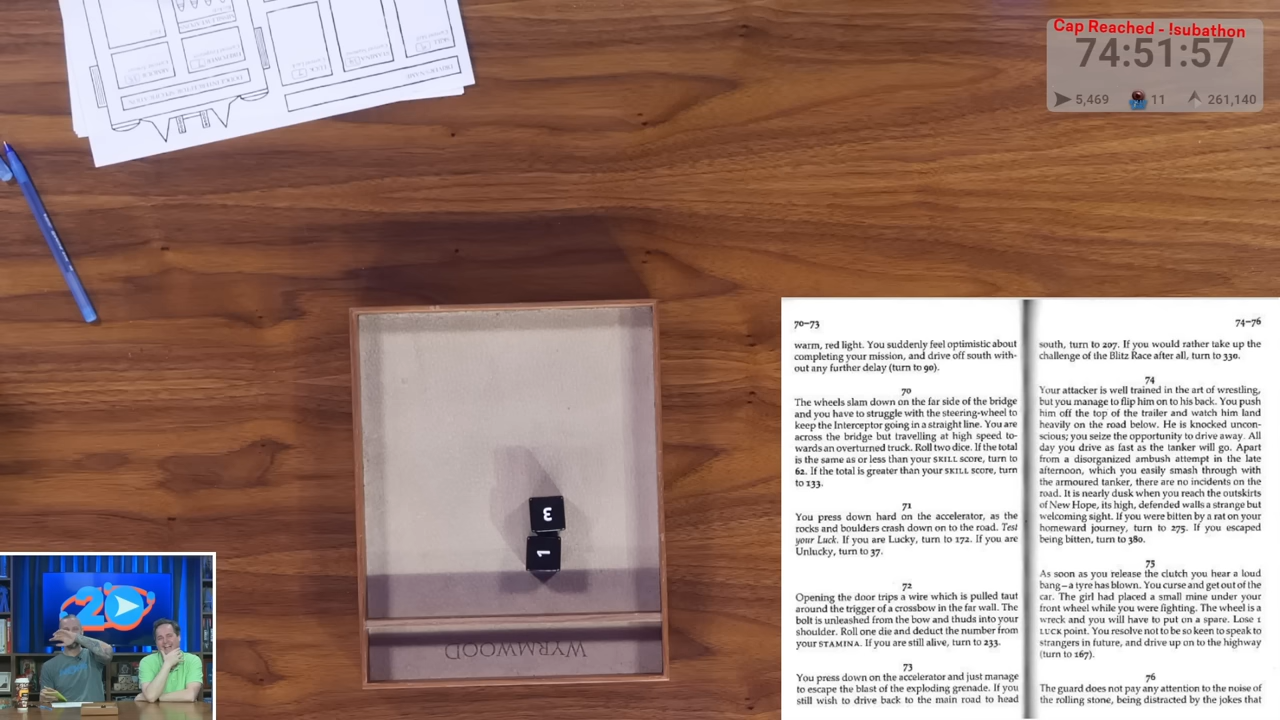 Cap Reached - !subathon
74:51:57
5,469
11
261,140
DRIVER'S NAME
SKILL
STAMINA
LUCK
DODGE INTERCEPTOR SPECIFICATION
FIREPOWER
3
1
WYRMWOOD
20
70–73
warm, red light. You suddenly feel optimistic about
completing your mission, and drive off south with-
out any further delay (turn to 90).
70
The wheels slam down on the far side of the bridge
and you have to struggle with the steering-wheel to
keep the Interceptor going in a straight line. You are
across the bridge but travelling at high speed to-
wards an overturned truck. Roll two dice. If the total
is the same as or less than your SKILL score, turn to
62. If the total is greater than your SKILL score, turn
to 133.
71
You press down hard on the accelerator, as the
rocks and boulders crash down on to the road. Test
your Luck. If you are Lucky, turn to 172. If you are
Unlucky, turn to 37.
72
Opening the door trips a wire which is pulled taut
around the trigger of a crossbow in the far wall. The
bolt is unleashed from the bow and thuds into your
shoulder. Roll one die and deduct the number from
your STAMINA. If you are still alive, turn to 233.
73
You press down on the accelerator and just manage
to escape the blast of the exploding grenade. If you
still wish to drive back to the main road to head
74–76
south, turn to 207. If you would rather take up the
challenge of the Blitz Race after all, turn to 330.
74
Your attacker is well trained in the art of wrestling,
but you manage to flip him on to his back. You push
him off the top of the trailer and watch him land
heavily on the road below. He is knocked uncon-
scious; you seize the opportunity to drive away. All
day you drive as fast as the tanker will go. Apart
from a disorganized ambush attempt in the late
afternoon, which you easily smash through with
the armoured tanker, there are no incidents on the
road. It is nearly dusk when you reach the outskirts
of New Hope, its high, defended walls a strange but
welcoming sight. If you were bitten by a rat on your
homeward journey, turn to 275. If you escaped
being bitten, turn to 380.
75
As soon as you release the clutch you hear a loud
bang – a tyre has blown. You curse and get out of the
car. The girl had placed a small mine under your
front wheel while you were fighting. The wheel is a
wreck and you will have to put on a spare. Lose 1
LUCK point. You resolve not to be so keen to speak to
strangers in future, and drive up on to the highway
(turn to 167).
76
The guard does not pay any attention to the noise of
the rolling stone, being distracted by the jokes that